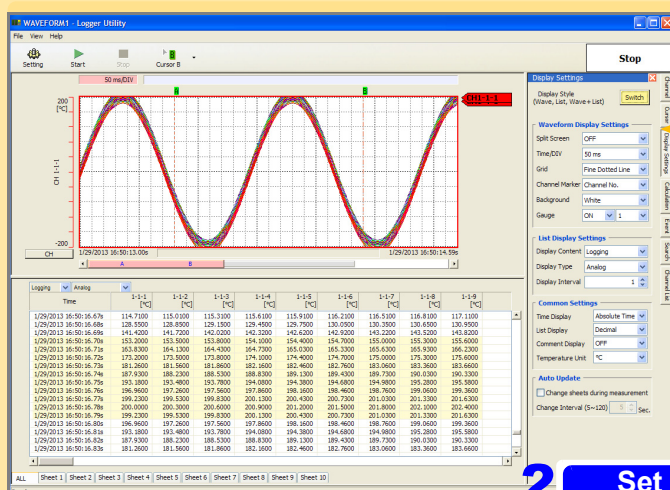 WAVEFORM1 - Logger Utility
File View Help
Setting Start Stop Cursor B
Stop
50 ms/DIV
A B
200
[°C]
CH 1-1-1
CH1-1-1
-200
CH 1/29/2013 16:50:13.00s 1/29/2013 16:50:14.59s
A B
Display Settings
Display Style
(Wave, List, Wave+List) Switch
Waveform Display Settings
Split Screen OFF
Time/DIV 50 ms
Grid Fine Dotted Line
Channel Marker Channel No.
Background White
Gauge ON 1
List Display Settings
Display Content Logging
Display Type Analog
Display Interval 1
Common Settings
Time Display Absolute Time
List Display Decimal
Comment Display OFF
Temperature Unit °C
Auto Update
Change sheets during measurement
Change Interval (5~120) 5 Sec.
Channel
Cursor
Display Settings
Calculation
Event
Search
Channel List
Logging Analog
Time 1-1-1 1-1-2 1-1-3 1-1-4 1-1-5 1-1-6 1-1-7 1-1-8 1-1-9
[°C] [°C] [°C] [°C] [°C] [°C] [°C] [°C] [°C]
1/29/2013 16:50:16.67s 114.7100 115.0100 115.3100 115.6100 115.9100 116.2100 116.5100 116.8100 117.1100
1/29/2013 16:50:16.68s 128.5500 128.8500 129.1500 129.4500 129.7500 130.0500 130.3500 130.6500 130.9500
1/29/2013 16:50:16.69s 141.4200 141.7200 142.0200 142.3200 142.6200 142.9200 143.2200 143.5200 143.8200
1/29/2013 16:50:16.70s 153.2000 153.5000 153.8000 154.1000 154.4000 154.7000 155.0000 155.3000 155.6000
1/29/2013 16:50:16.71s 163.8300 164.1300 164.4300 164.7300 165.0300 165.3300 165.6300 165.9300 166.2300
1/29/2013 16:50:16.72s 173.2000 173.5000 173.8000 174.1000 174.4000 174.7000 175.0000 175.3000 175.6000
1/29/2013 16:50:16.73s 181.2600 181.5600 181.8600 182.1600 182.4600 182.7600 183.0600 183.3600 183.6600
1/29/2013 16:50:16.74s 187.9300 188.2300 188.5300 188.8300 189.1300 189.4300 189.7300 190.0300 190.3300
1/29/2013 16:50:16.75s 193.1800 193.4800 193.7800 194.0800 194.3800 194.6800 194.9800 195.2800 195.5800
1/29/2013 16:50:16.76s 196.9600 197.2600 197.5600 197.8600 198.1600 198.4600 198.7600 199.0600 199.3600
1/29/2013 16:50:16.77s 199.2300 199.5300 199.8300 200.1300 200.4300 200.7300 201.0300 201.3300 201.6300
1/29/2013 16:50:16.78s 200.0000 200.3000 200.6000 200.9000 201.2000 201.5000 201.8000 202.1000 202.4000
1/29/2013 16:50:16.79s 199.2300 199.5300 199.8300 200.1300 200.4300 200.7300 201.0300 201.3300 201.6300
1/29/2013 16:50:16.80s 196.9600 197.2600 197.5600 197.8600 198.1600 198.4600 198.7600 199.0600 199.3600
1/29/2013 16:50:16.81s 193.1800 193.4800 193.7800 194.0800 194.3800 194.6800 194.9800 195.2800 195.5800
1/29/2013 16:50:16.82s 187.9300 188.2300 188.5300 188.8300 189.1300 189.4300 189.7300 190.0300 190.3300
1/29/2013 16:50:16.83s 181.2600 181.5600 181.8600 182.1600 182.4600 182.7600 183.0600 183.3600 183.6600
ALL Sheet 1 Sheet 2 Sheet 3 Sheet 4 Sheet 5 Sheet 6 Sheet 7 Sheet 8 Sheet 9 Sheet 10
2 Set